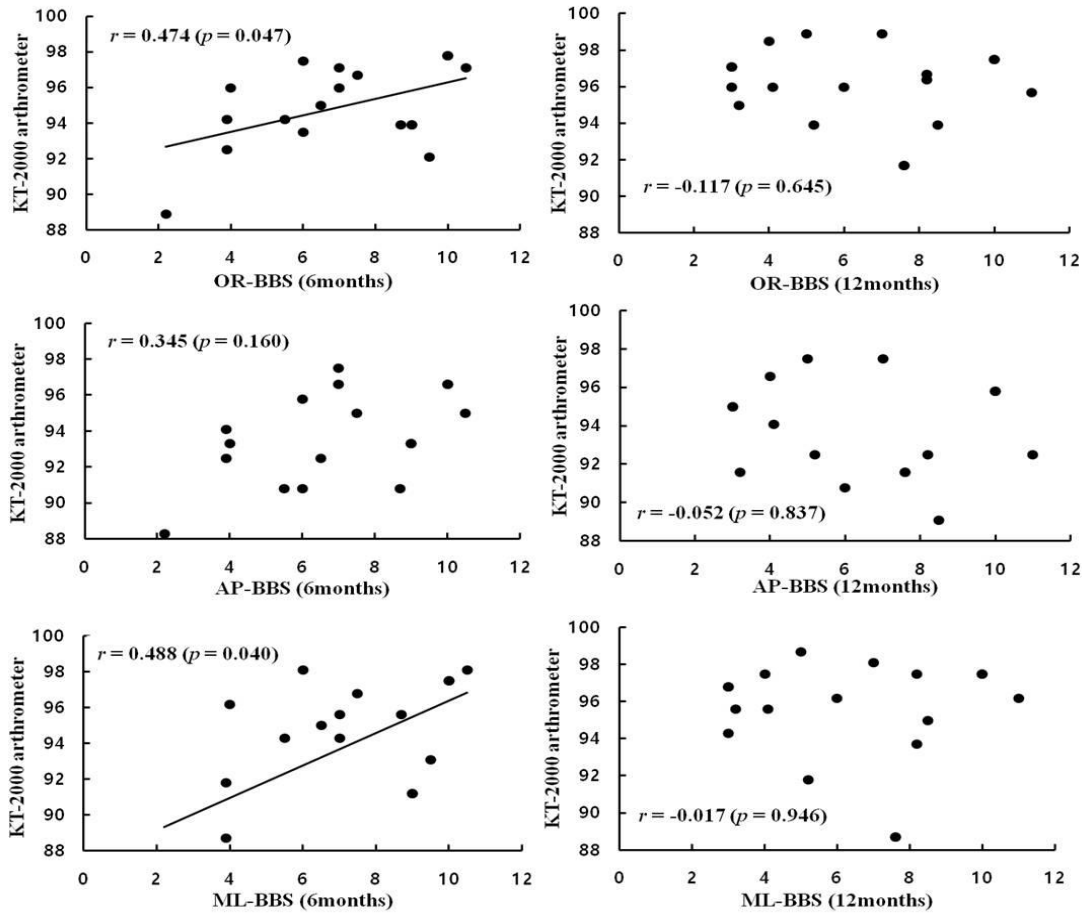 100
98
96
94
92
90
88
KT-2000 arthrometer
r = 0.474 (p = 0.047)
0 2 4 6 8 10 12
OR-BBS (6months)
100
98
96
94
92
90
88
KT-2000 arthrometer
r = -0.117 (p = 0.645)
0 2 4 6 8 10 12
OR-BBS (12months)
100
98
96
94
92
90
88
KT-2000 arthrometer
r = 0.345 (p = 0.160)
0 2 4 6 8 10 12
AP-BBS (6months)
100
98
96
94
92
90
88
KT-2000 arthrometer
r = -0.052 (p = 0.837)
0 2 4 6 8 10 12
AP-BBS (12months)
100
98
96
94
92
90
88
KT-2000 arthrometer
r = 0.488 (p = 0.040)
0 2 4 6 8 10 12
ML-BBS (6months)
100
98
96
94
92
90
88
KT-2000 arthrometer
r = -0.017 (p = 0.946)
0 2 4 6 8 10 12
ML-BBS (12months)